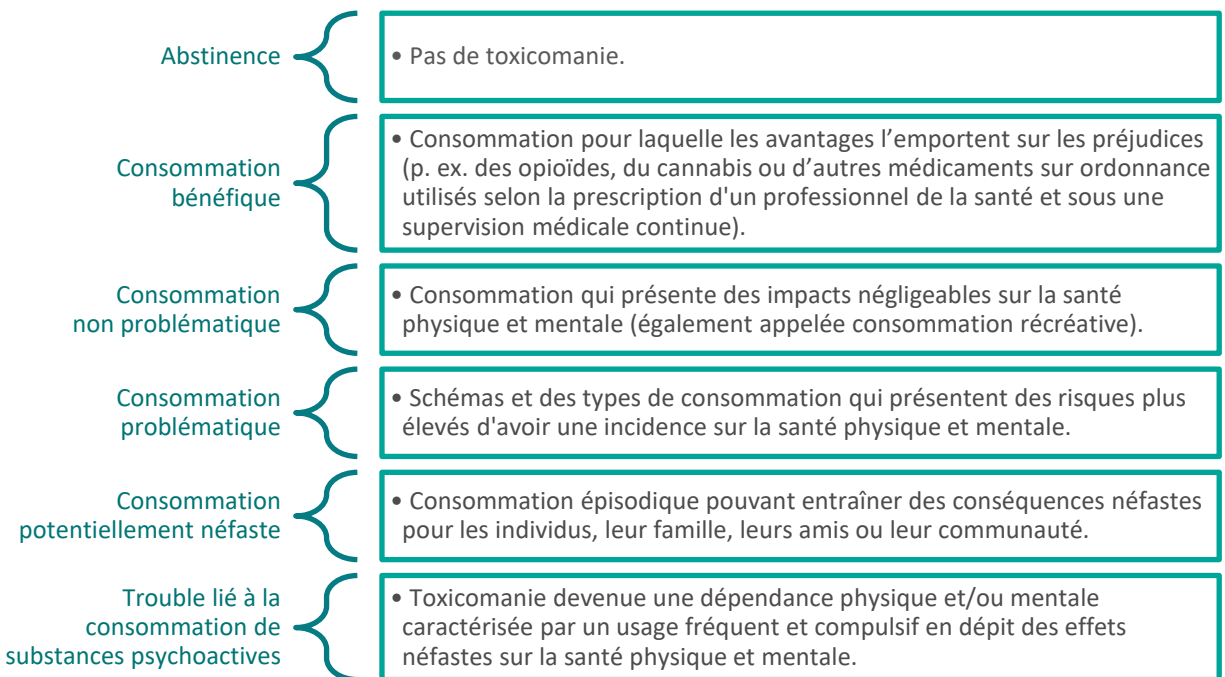 Abstinence
• Pas de toxicomanie.
Consommation
bénéfique
• Consommation pour laquelle les avantages l’emportent sur les préjudices
(p. ex. des opioïdes, du cannabis ou d’autres médicaments sur ordonnance
utilisés selon la prescription d'un professionnel de la santé et sous une
supervision médicale continue).
Consommation
non problématique
• Consommation qui présente des impacts négligeables sur la santé
physique et mentale (également appelée consommation récréative).
Consommation
problématique
• Schémas et des types de consommation qui présentent des risques plus
élevés d'avoir une incidence sur la santé physique et mentale.
Consommation
potentiellement néfaste
• Consommation épisodique pouvant entraîner des conséquences néfastes
pour les individus, leur famille, leurs amis ou leur communauté.
Trouble lié à la
consommation de
substances psychoactives
• Toxicomanie devenue une dépendance physique et/ou mentale
caractérisée par un usage fréquent et compulsif en dépit des effets
néfastes sur la santé physique et mentale.